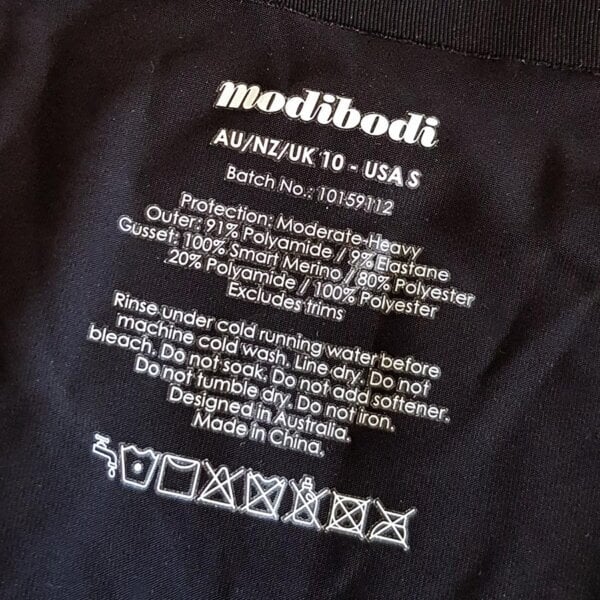 modibodi
AU/NZ/UK 10 - USA S
Batch No.: 10159112
Protection: Moderate-Heavy
Outer: 91% Polyamide / 9% Elastane
Gusset: 100% Smart Merino / 80% Polyester
20% Polyamide / 100% Polyester
Excludes trims
Rinse under cold running water before
machine cold wash. Line dry. Do not
bleach. Do not soak. Do not add softener.
Do not tumble dry. Do not iron.
Designed in Australia.
Made in China.